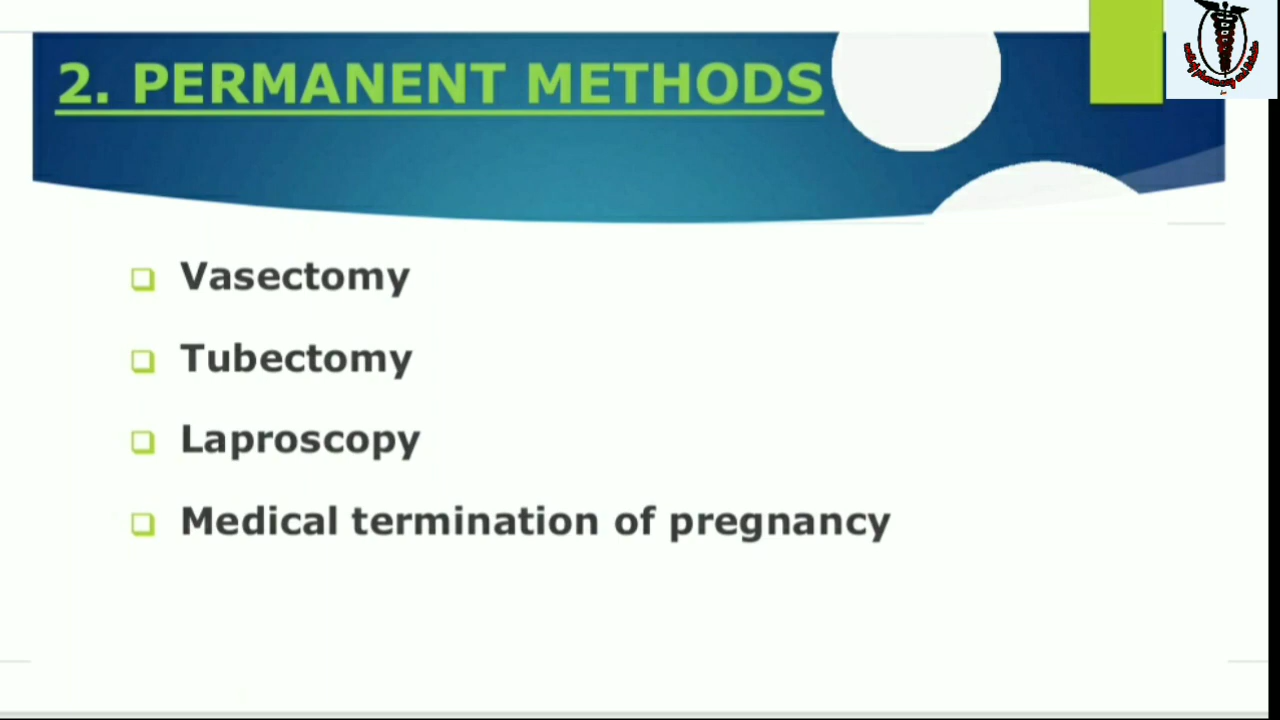 2. PERMANENT METHODS
Vasectomy
Tubectomy
Laproscopy
Medical termination of pregnancy